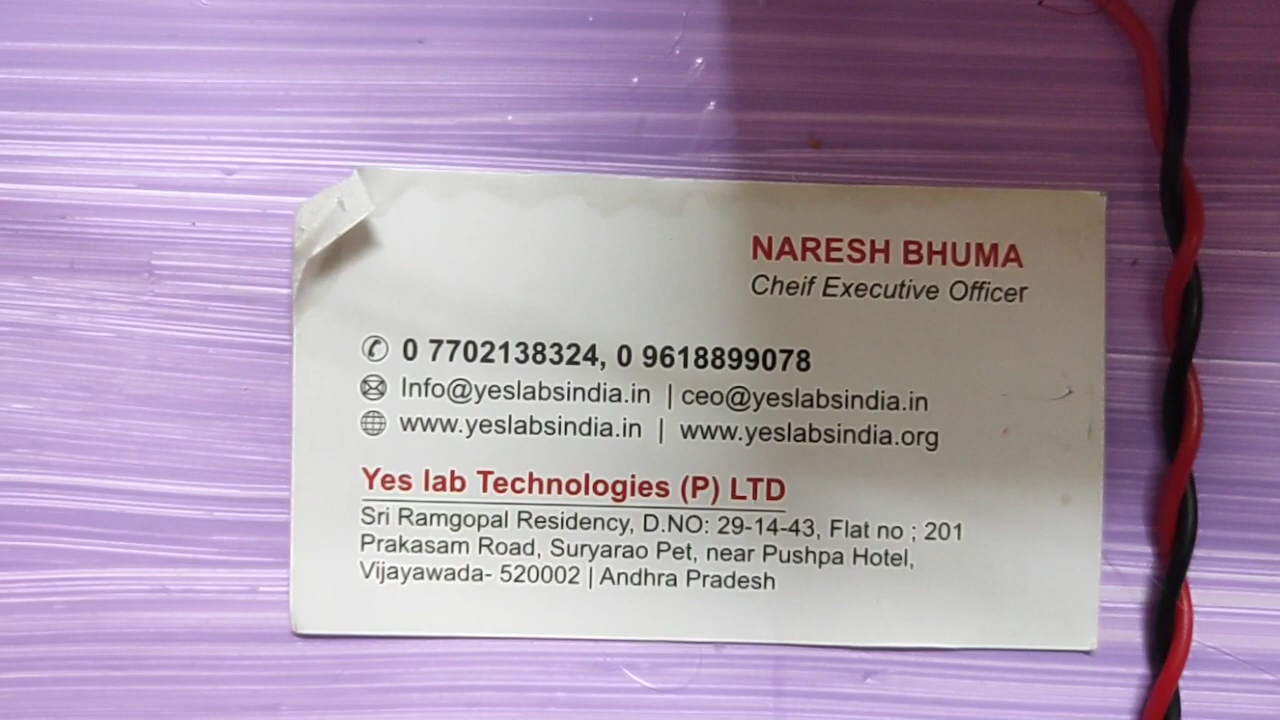 NARESH BHUMA
Cheif Executive Officer
0 7702138324, 0 9618899078
Info@yeslabsindia.in | ceo@yeslabsindia.in
www.yeslabsindia.in | www.yeslabsindia.org
Yes lab Technologies (P) LTD
Sri Ramgopal Residency, D.NO: 29-14-43, Flat no ; 201
Prakasam Road, Suryarao Pet, near Pushpa Hotel,
Vijayawada- 520002 | Andhra Pradesh